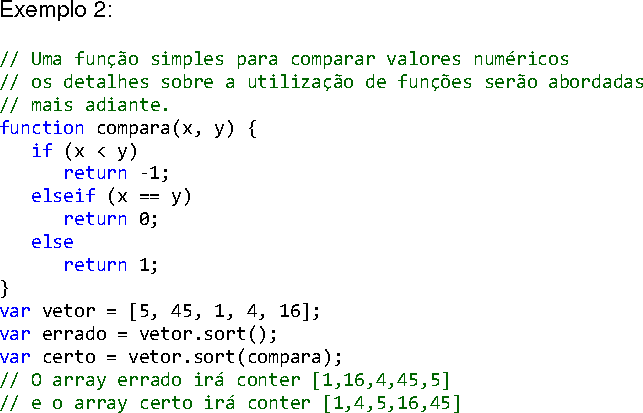 Exemplo 2:
// Uma função simples para comparar valores numéricos
// os detalhes sobre a utilização de funções serão abordadas
// mais adiante.
function compara(x, y) {
   if (x < y)
      return -1;
   elseif (x == y)
      return 0;
   else
      return 1;
}
var vetor = [5, 45, 1, 4, 16];
var errado = vetor.sort();
var certo = vetor.sort(compara);
// O array errado irá conter [1,16,4,45,5]
// e o array certo irá conter [1,4,5,16,45]